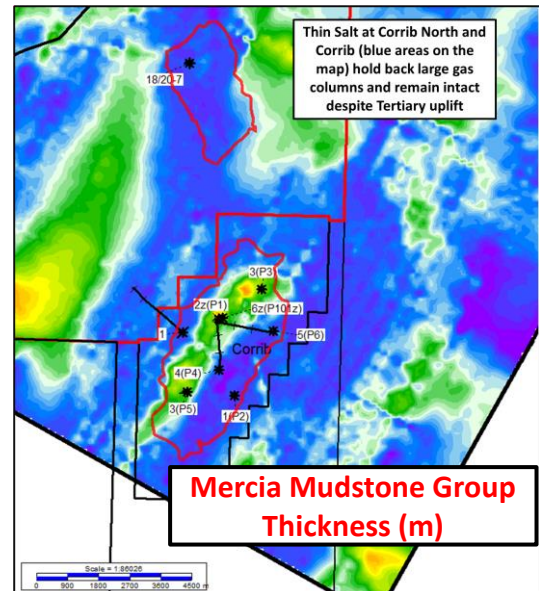 Thin Salt at Corrib North and
Corrib (blue areas on the
map) hold back large gas
columns and remain intact
despite Tertiary uplift
18/20-7
3(P3)
2z(P1)
6z(P101z)
1
5(P6)
Corrib
4(P4)
3(P5)
1(P2)
Mercia Mudstone Group
Thickness (m)
Scale = 1:86026
0 900 1800 2700 3600 4500 m